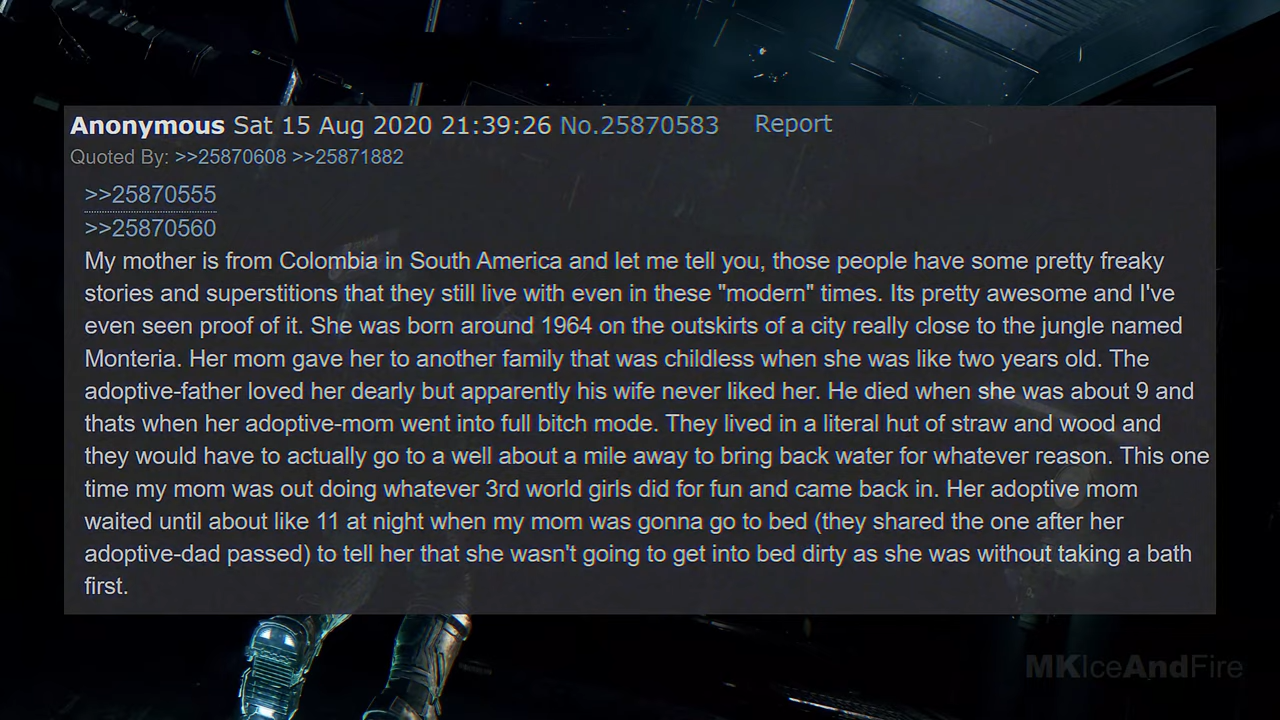 Anonymous Sat 15 Aug 2020 21:39:26 No.25870583 Report
Quoted By: >>25870608 >>25871882
>>25870555
>>25870560
My mother is from Colombia in South America and let me tell you, those people have some pretty freaky
stories and superstitions that they still live with even in these "modern" times. Its pretty awesome and I've
even seen proof of it. She was born around 1964 on the outskirts of a city really close to the jungle named
Monteria. Her mom gave her to another family that was childless when she was like two years old. The
adoptive-father loved her dearly but apparently his wife never liked her. He died when she was about 9 and
thats when her adoptive-mom went into full bitch mode. They lived in a literal hut of straw and wood and
they would have to actually go to a well about a mile away to bring back water for whatever reason. This one
time my mom was out doing whatever 3rd world girls did for fun and came back in. Her adoptive mom
waited until about like 11 at night when my mom was gonna go to bed (they shared the one after her
adoptive-dad passed) to tell her that she wasn't going to get into bed dirty as she was without taking a bath
first.
MKIceAndFire